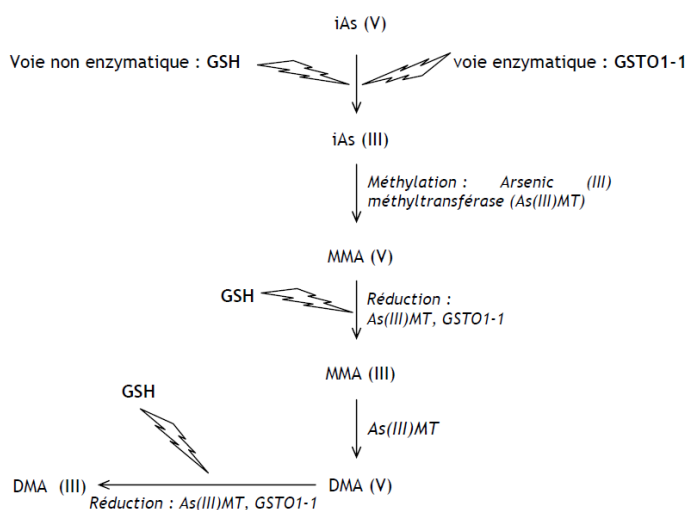 iAs (V)
Voie non enzymatique : GSH
voie enzymatique : GSTO1-1
iAs (III)
Méthylation : Arsenic (III)
méthyltransférase (As(III)MT)
MMA (V)
GSH
Réduction :
As(III)MT, GSTO1-1
MMA (III)
GSH
As(III)MT
DMA (III)
DMA (V)
Réduction : As(III)MT, GSTO1-1